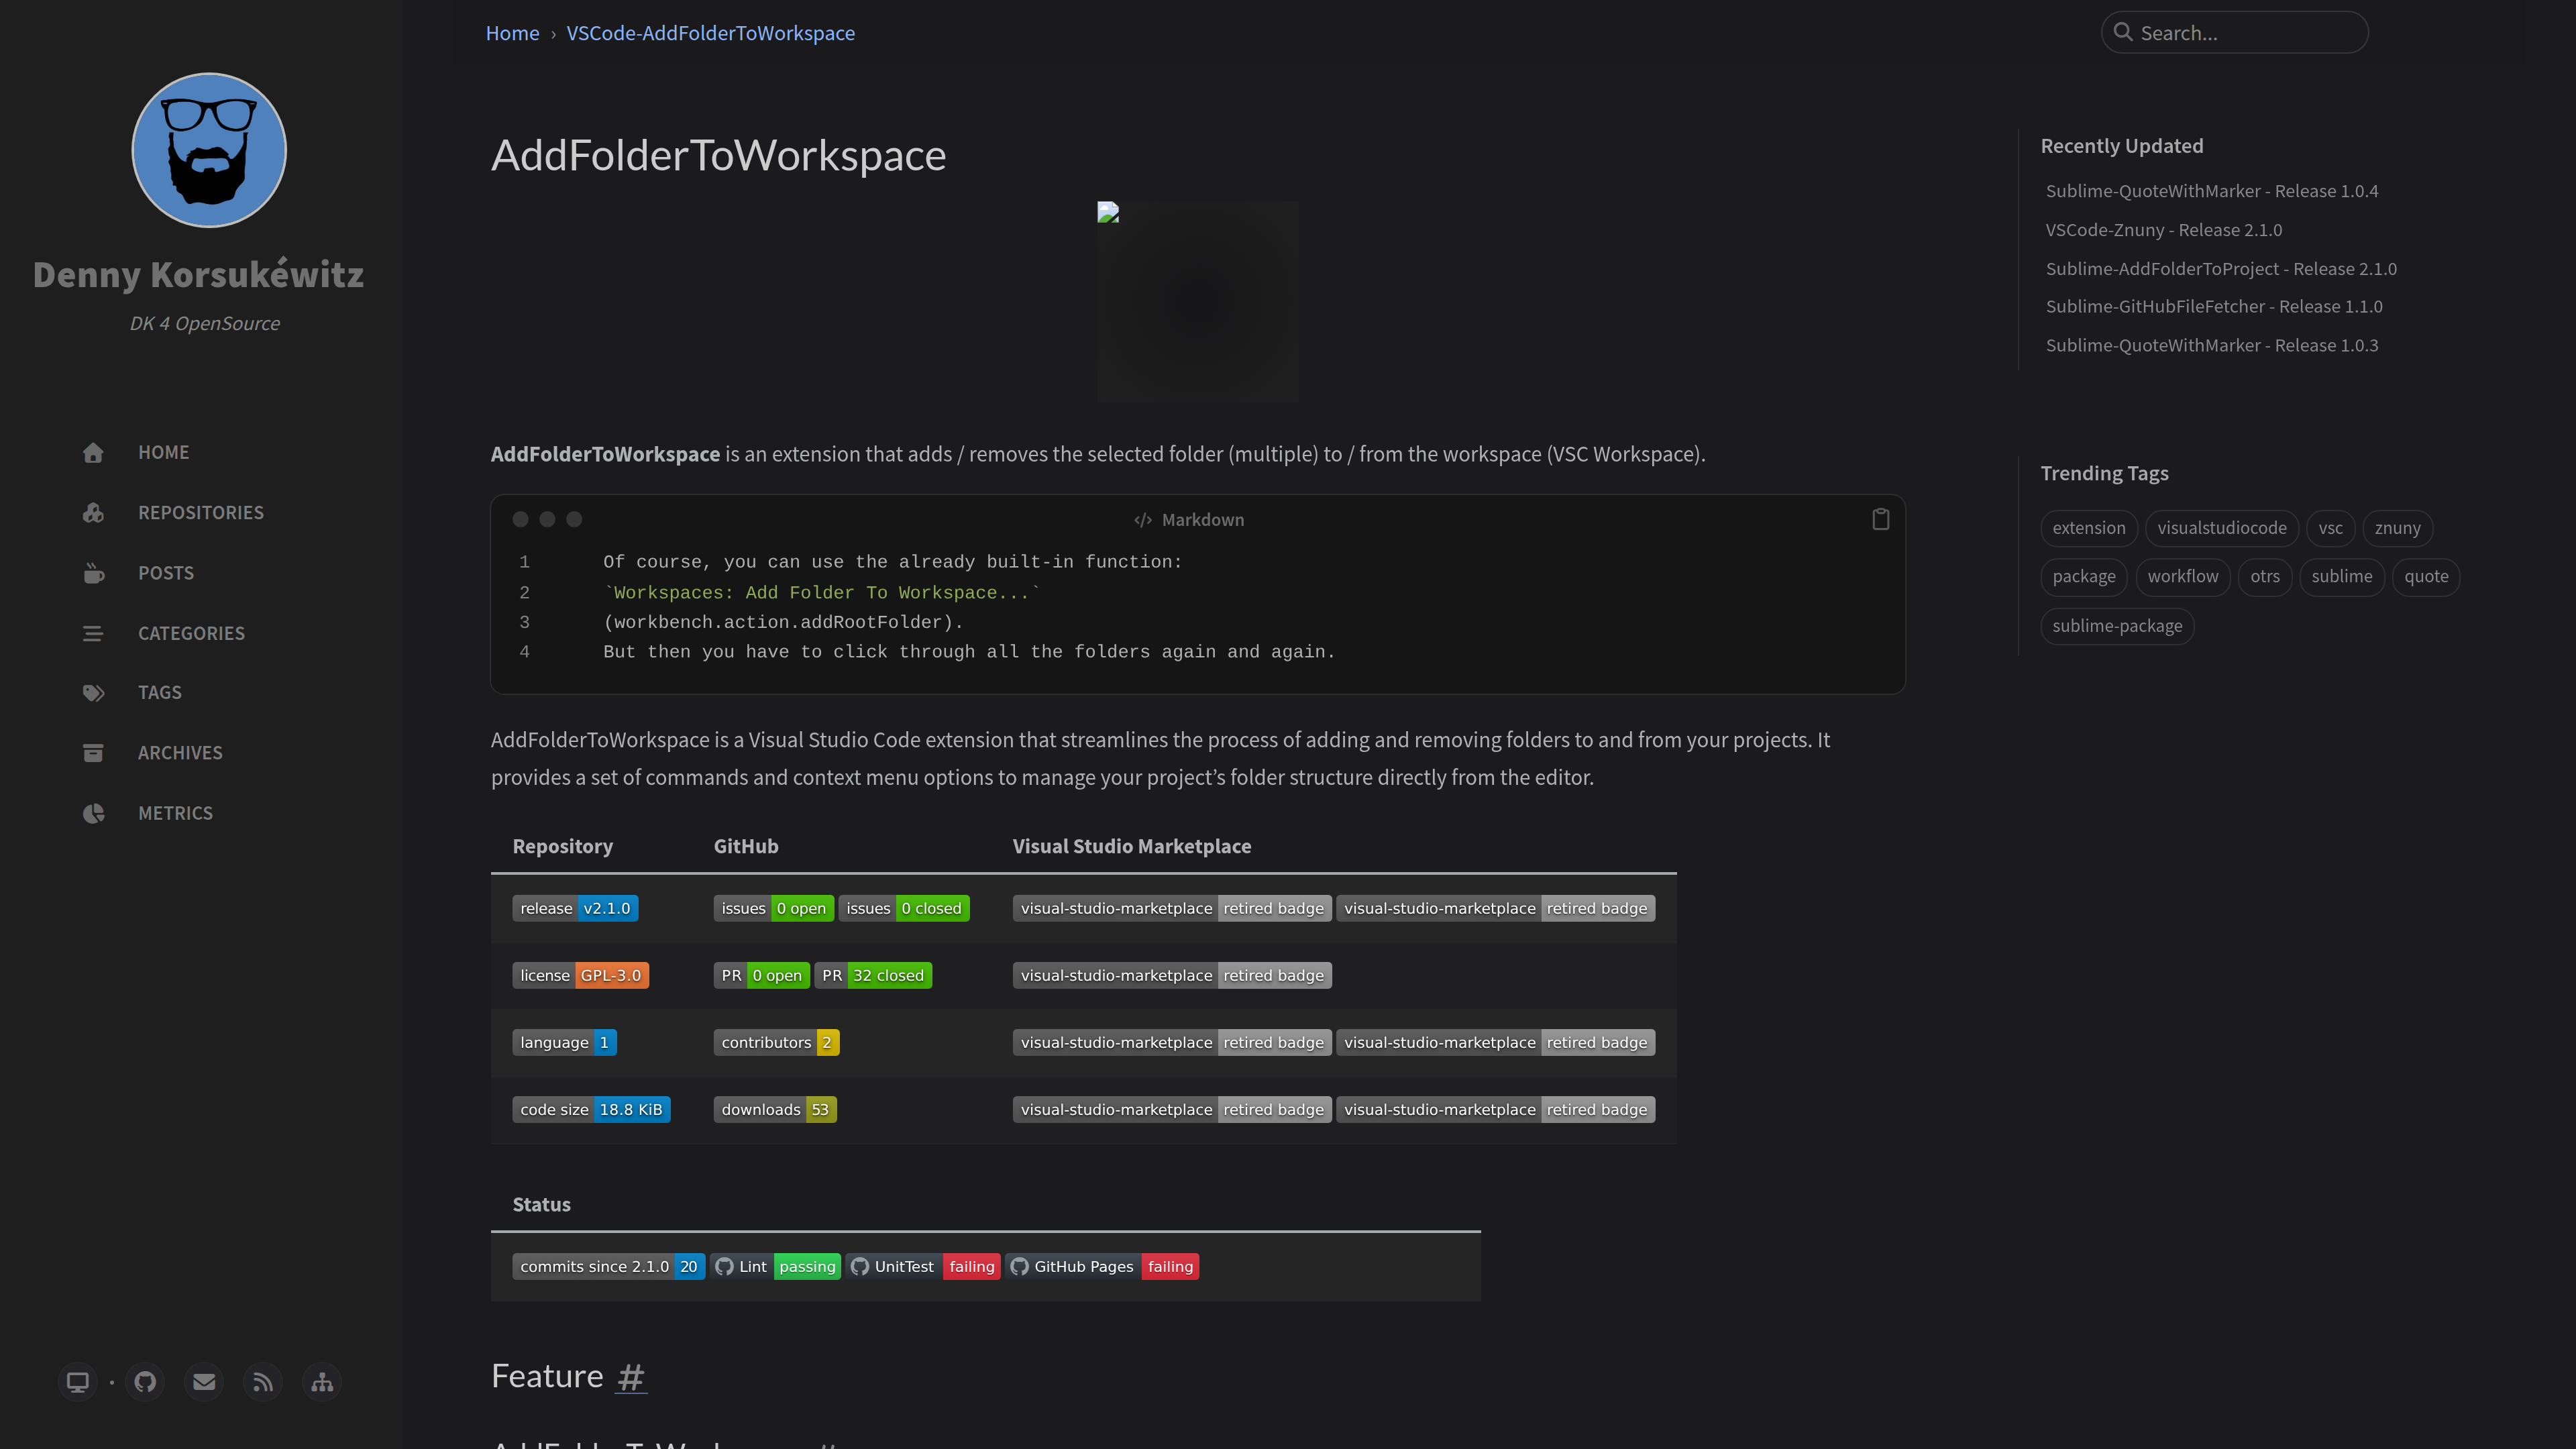 Denny Korsukéwitz
DK 4 OpenSource
HOME
REPOSITORIES
POSTS
CATEGORIES
TAGS
ARCHIVES
METRICS
Home › VSCode-AddFolderToWorkspace
Search...
AddFolderToWorkspace
AddFolderToWorkspace is an extension that adds / removes the selected folder (multiple) to / from the workspace (VSC Workspace).
</> Markdown
1 Of course, you can use the already built-in function:
2 `Workspaces: Add Folder To Workspace...`
3 (workbench.action.addRootFolder).
4 But then you have to click through all the folders again and again.
AddFolderToWorkspace is a Visual Studio Code extension that streamlines the process of adding and removing folders to and from your projects. It
provides a set of commands and context menu options to manage your project’s folder structure directly from the editor.
Repository GitHub Visual Studio Marketplace
release v2.1.0 issues 0 open issues 0 closed visual-studio-marketplace retired badge visual-studio-marketplace retired badge
license GPL-3.0 PR 0 open PR 32 closed visual-studio-marketplace retired badge
language 1 contributors 2 visual-studio-marketplace retired badge visual-studio-marketplace retired badge
code size 18.8 KiB downloads 53 visual-studio-marketplace retired badge visual-studio-marketplace retired badge
Status
commits since 2.1.0 20 Lint passing UnitTest failing GitHub Pages failing
Feature #
Recently Updated
Sublime-QuoteWithMarker - Release 1.0.4
VSCode-Znuny - Release 2.1.0
Sublime-AddFolderToProject - Release 2.1.0
Sublime-GitHubFileFetcher - Release 1.1.0
Sublime-QuoteWithMarker - Release 1.0.3
Trending Tags
extension visualstudiocode vsc znuny
package workflow otrs sublime quote
sublime-package